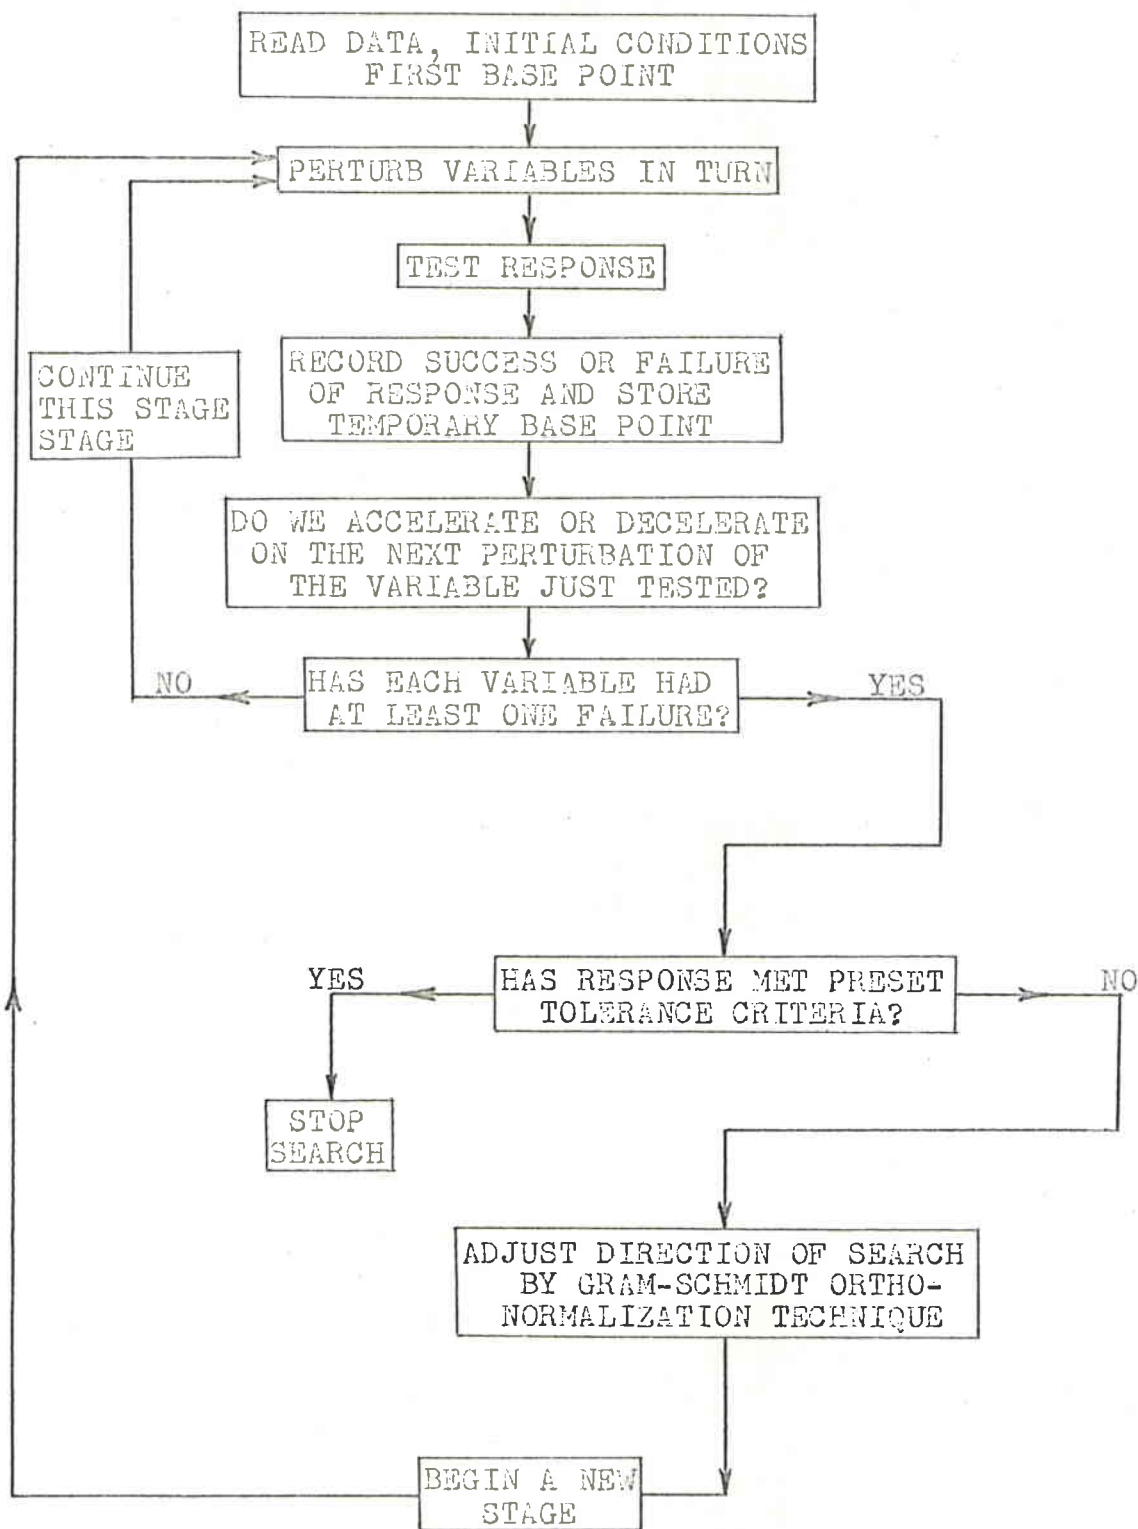 READ DATA, INITIAL CONDITIONS
FIRST BASE POINT
PERTURB VARIABLES IN TURN
TEST RESPONSE
RECORD SUCCESS OR FAILURE
OF RESPONSE AND STORE
TEMPORARY BASE POINT
CONTINUE
THIS STAGE
STAGE
DO WE ACCELERATE OR DECELERATE
ON THE NEXT PERTURBATION OF
THE VARIABLE JUST TESTED?
NO
HAS EACH VARIABLE HAD
AT LEAST ONE FAILURE?
YES
YES
HAS RESPONSE MET PRESET
TOLERANCE CRITERIA?
NO
STOP
SEARCH
ADJUST DIRECTION OF SEARCH
BY GRAM-SCHMIDT ORTHO-
NORMALIZATION TECHNIQUE
BEGIN A NEW
STAGE